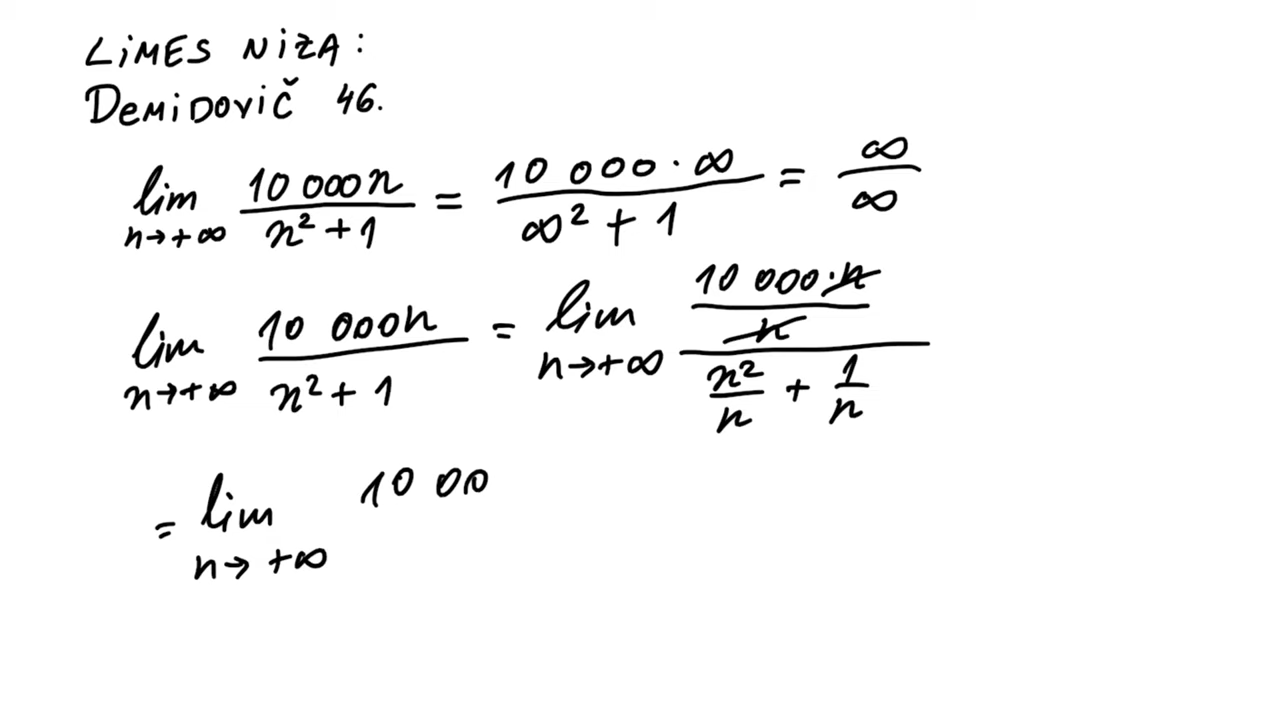 LIMES NIZA:
DEMIDOVIČ 46.
lim n→+∞ 10 000n / n² + 1 = 10 000 · ∞ / ∞² + 1 = ∞ / ∞
lim n→+∞ 10 000n / n² + 1 = lim n→+∞ 10 000·n / n / n² / n + 1 / n
= lim n→ +∞ 10 00